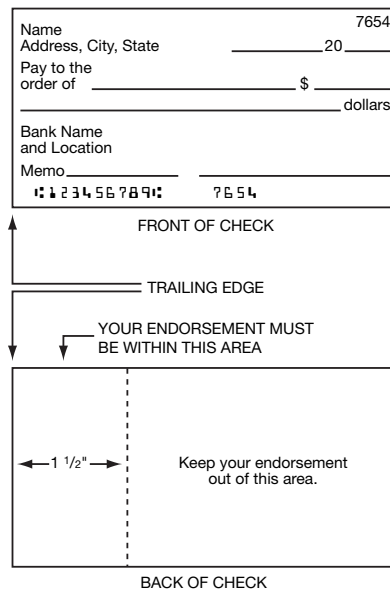 7654
Name
Address, City, State 20
Pay to the
order of $
dollars
Bank Name
and Location
Memo
⑆123456789⑆ 7654
FRONT OF CHECK
TRAILING EDGE
YOUR ENDORSEMENT MUST
BE WITHIN THIS AREA
1 1/2"
Keep your endorsement
out of this area.
BACK OF CHECK